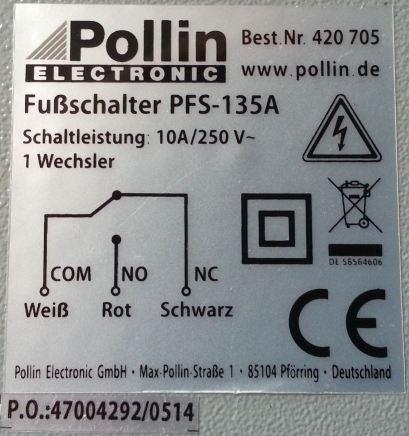 Pollin
ELECTRONIC
Best.Nr. 420 705
www.pollin.de
Fußschalter PFS-135A
Schaltleistung: 10A/250 V~
1 Wechsler
COM NO NC
Weiß Rot Schwarz
DE 58564606
CE
Pollin Electronic GmbH · Max-Pollin-Straße 1 · 85104 Pförring · Deutschland
P.O.:47004292/0514